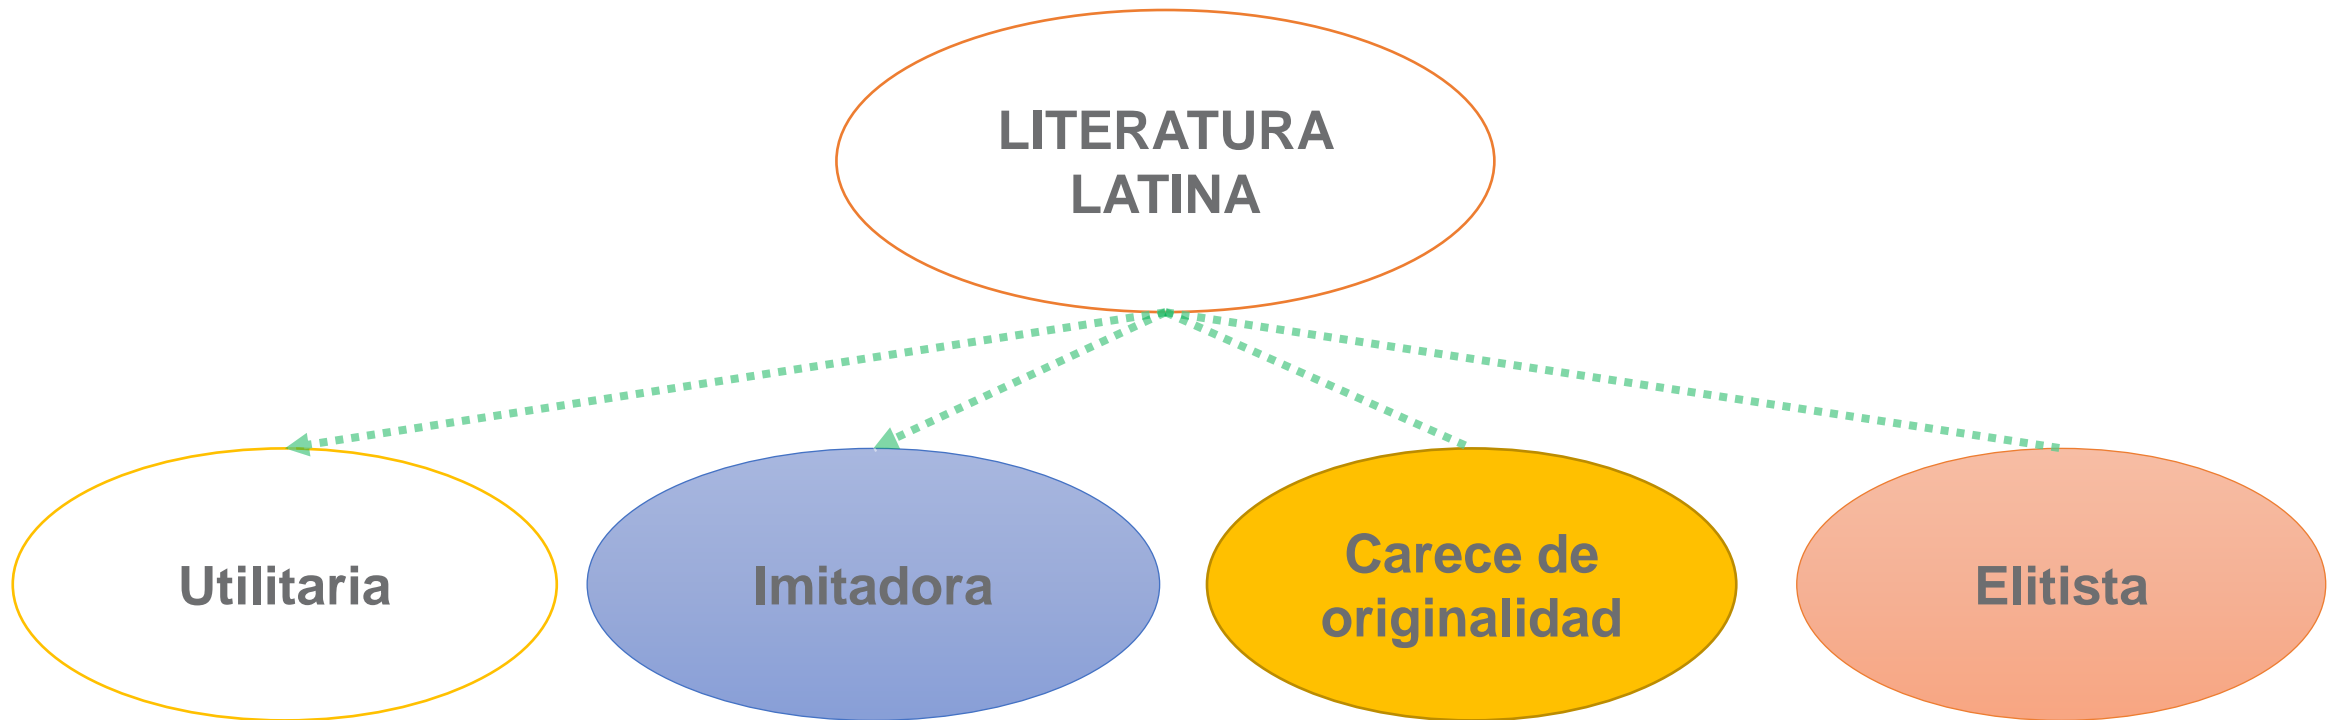 LITERATURA
LATINA
Utilitaria
Imitadora
Carece de
originalidad
Elitista